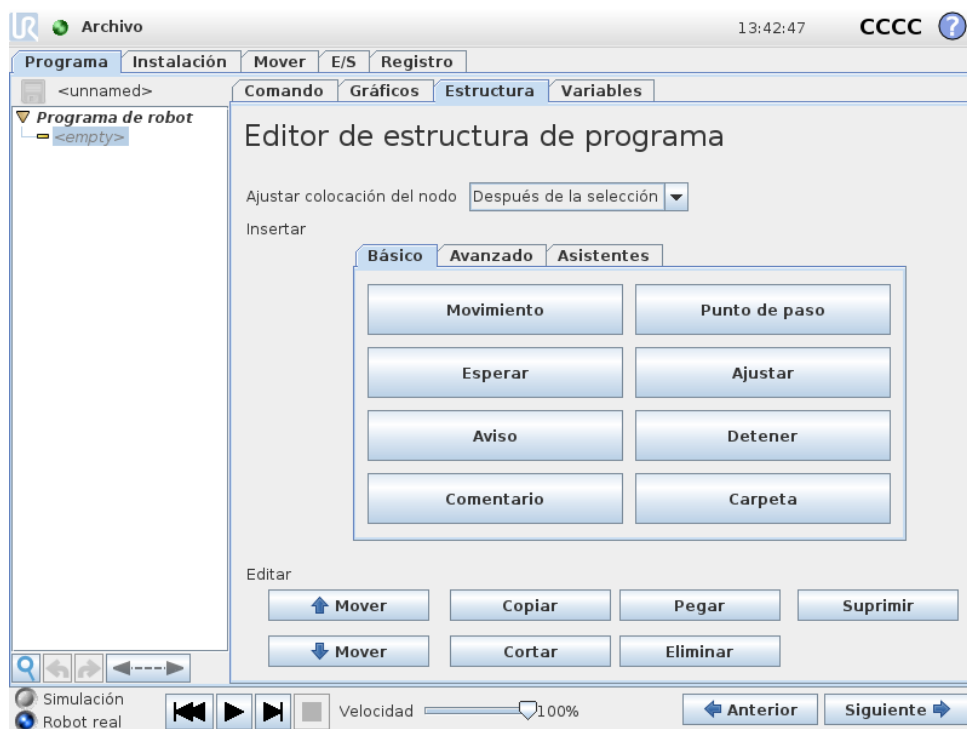 UR Archivo 13:42:47 CCCC ?
Programa Instalación Mover E/S Registro
<unnamed> Comando Gráficos Estructura Variables
Programa de robot
<empty>
Editor de estructura de programa
Ajustar colocación del nodo Después de la selección
Insertar
Básico Avanzado Asistentes
Movimiento Punto de paso
Esperar Ajustar
Aviso Detener
Comentario Carpeta
Editar
Mover Copiar Pegar Suprimir
Mover Cortar Eliminar
Simulación
Robot real
Velocidad 100% Anterior Siguiente